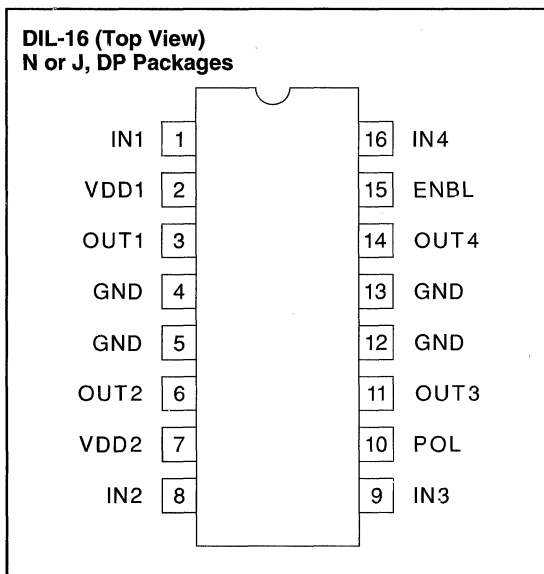 DIL-16 (Top View)
N or J, DP Packages
IN1 1 16 IN4
VDD1 2 15 ENBL
OUT1 3 14 OUT4
GND 4 13 GND
GND 5 12 GND
OUT2 6 11 OUT3
VDD2 7 10 POL
IN2 8 9 IN3